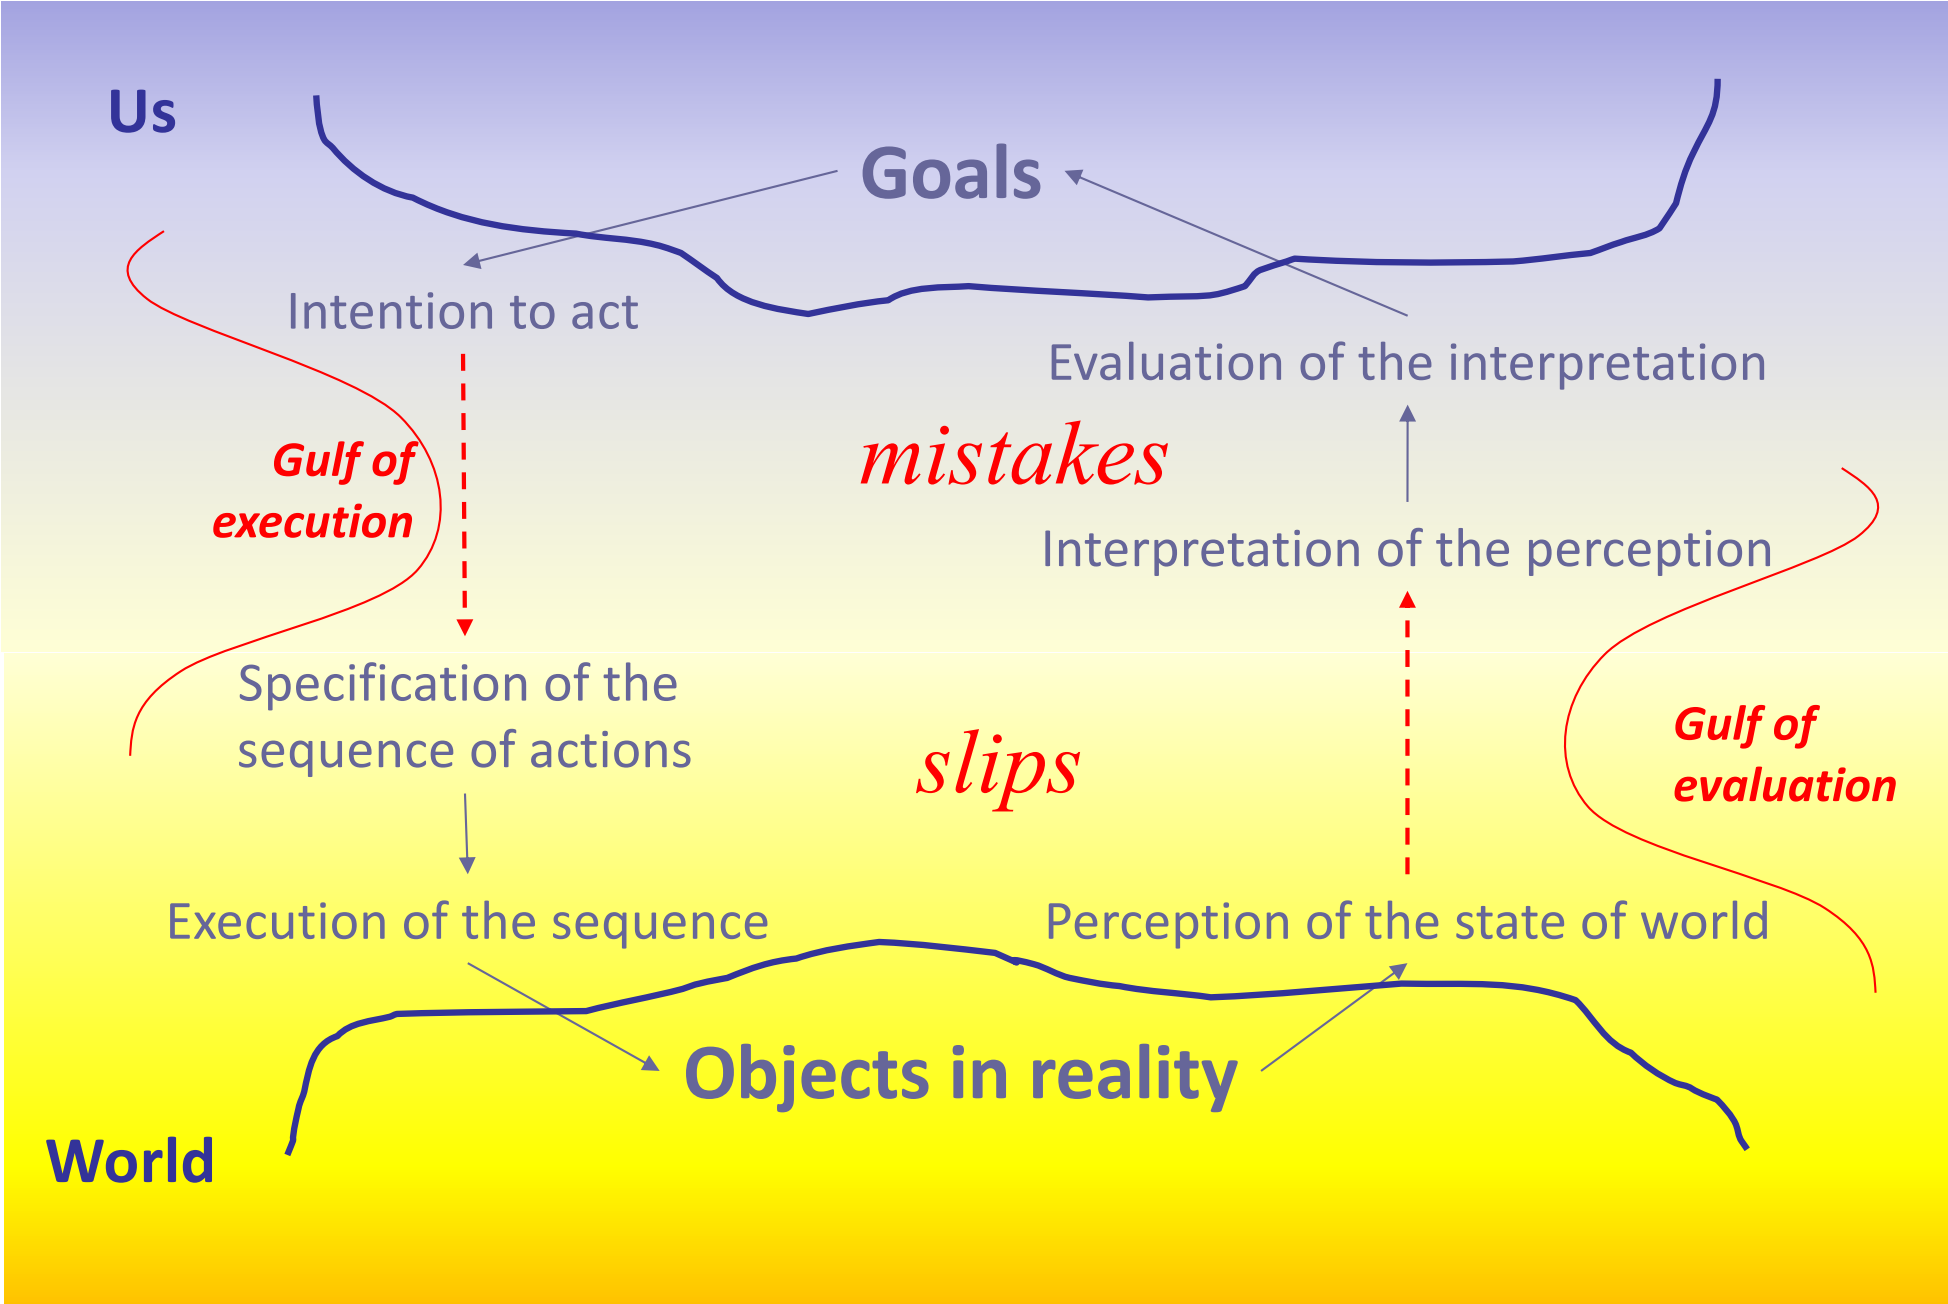 Us
Goals
Intention to act
Evaluation of the interpretation
mistakes
Gulf of
execution
Interpretation of the perception
Specification of the
sequence of actions
slips
Gulf of
evaluation
Execution of the sequence
Perception of the state of world
Objects in reality
World